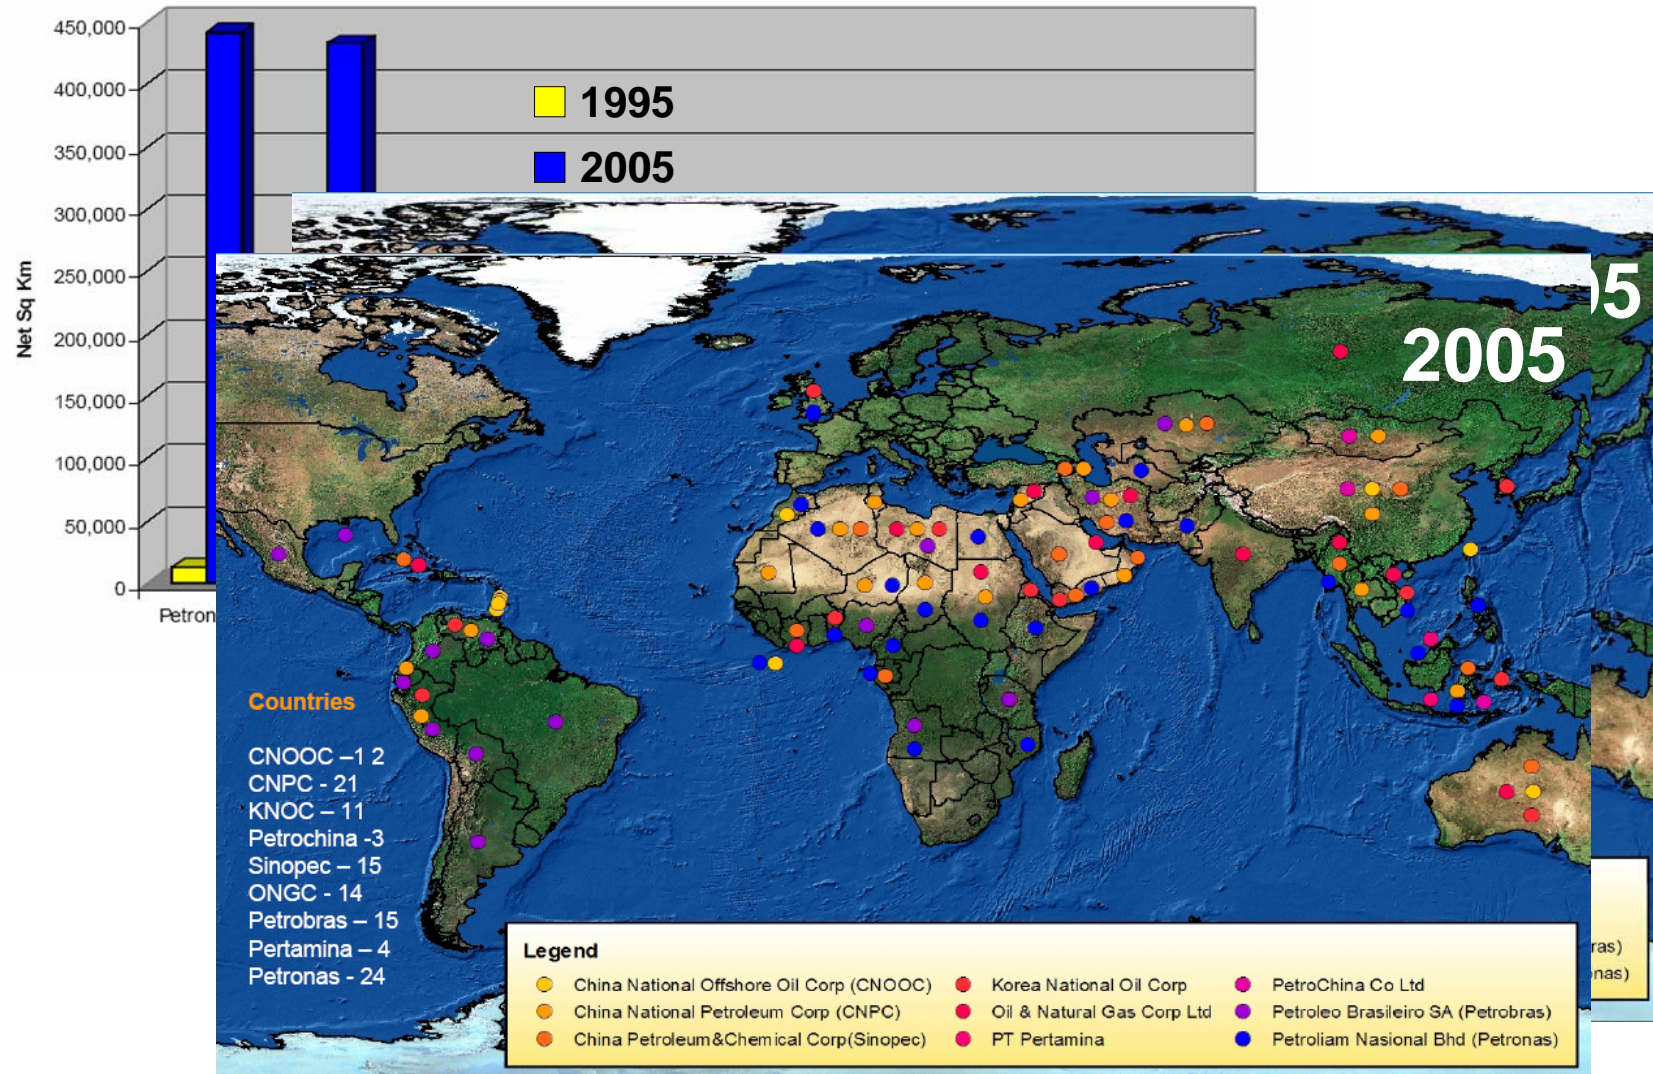 450,000
400,000
350,000
300,000
250,000
200,000
150,000
100,000
50,000
0
Net Sq Km
Petron
1995
2005
05
2005
Countries
CNOOC –1 2
CNPC - 21
KNOC – 11
Petrochina -3
Sinopec – 15
ONGC - 14
Petrobras – 15
Pertamina – 4
Petronas - 24
Legend
China National Offshore Oil Corp (CNOOC)
China National Petroleum Corp (CNPC)
China Petroleum&Chemical Corp(Sinopec)
Korea National Oil Corp
Oil & Natural Gas Corp Ltd
PT Pertamina
PetroChina Co Ltd
Petroleo Brasileiro SA (Petrobras)
Petroliam Nasional Bhd (Petronas)
ras)
nas)